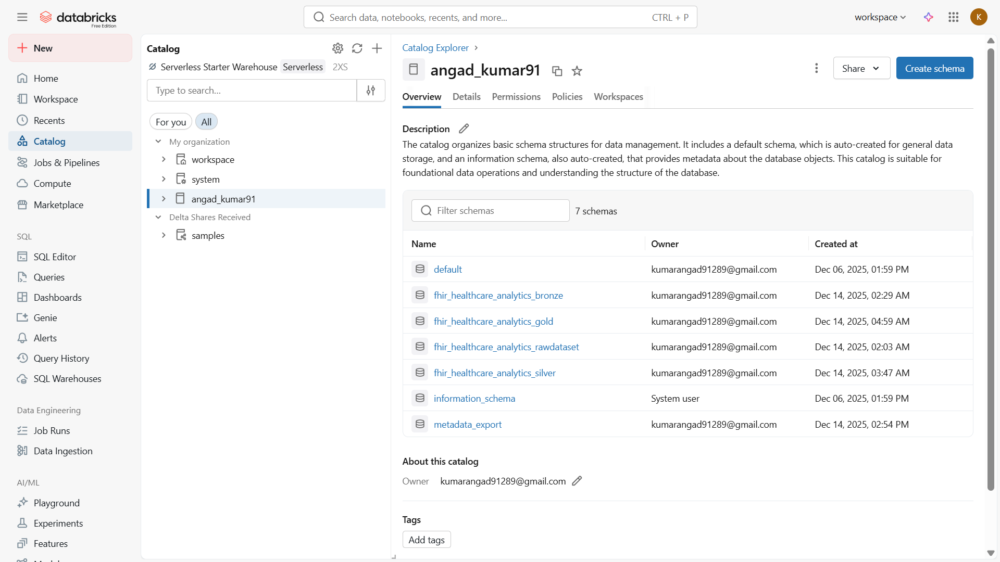 databricks
Free Edition
Search data, notebooks, recents, and more...
CTRL + P
workspace
K
New
Home
Workspace
Recents
Catalog
Jobs & Pipelines
Compute
Marketplace
SQL
SQL Editor
Queries
Dashboards
Genie
Alerts
Query History
SQL Warehouses
Data Engineering
Job Runs
Data Ingestion
AI/ML
Playground
Experiments
Features
Catalog
Serverless Starter Warehouse Serverless 2XS
Type to search...
For you All
My organization
workspace
system
angad_kumar91
Delta Shares Received
samples
Catalog Explorer
angad_kumar91
Share
Create schema
Overview Details Permissions Policies Workspaces
Description
The catalog organizes basic schema structures for data management. It includes a default schema, which is auto-created for general data
storage, and an information schema, also auto-created, that provides metadata about the database objects. This catalog is suitable for
foundational data operations and understanding the structure of the database.
Filter schemas
7 schemas
Name Owner Created at
default kumarangad91289@gmail.com Dec 06, 2025, 01:59 PM
fhir_healthcare_analytics_bronze kumarangad91289@gmail.com Dec 14, 2025, 02:29 AM
fhir_healthcare_analytics_gold kumarangad91289@gmail.com Dec 14, 2025, 04:59 AM
fhir_healthcare_analytics_rawdataset kumarangad91289@gmail.com Dec 14, 2025, 02:03 AM
fhir_healthcare_analytics_silver kumarangad91289@gmail.com Dec 14, 2025, 03:47 AM
information_schema System user Dec 06, 2025, 01:59 PM
metadata_export kumarangad91289@gmail.com Dec 14, 2025, 02:54 PM
About this catalog
Owner kumarangad91289@gmail.com
Tags
Add tags